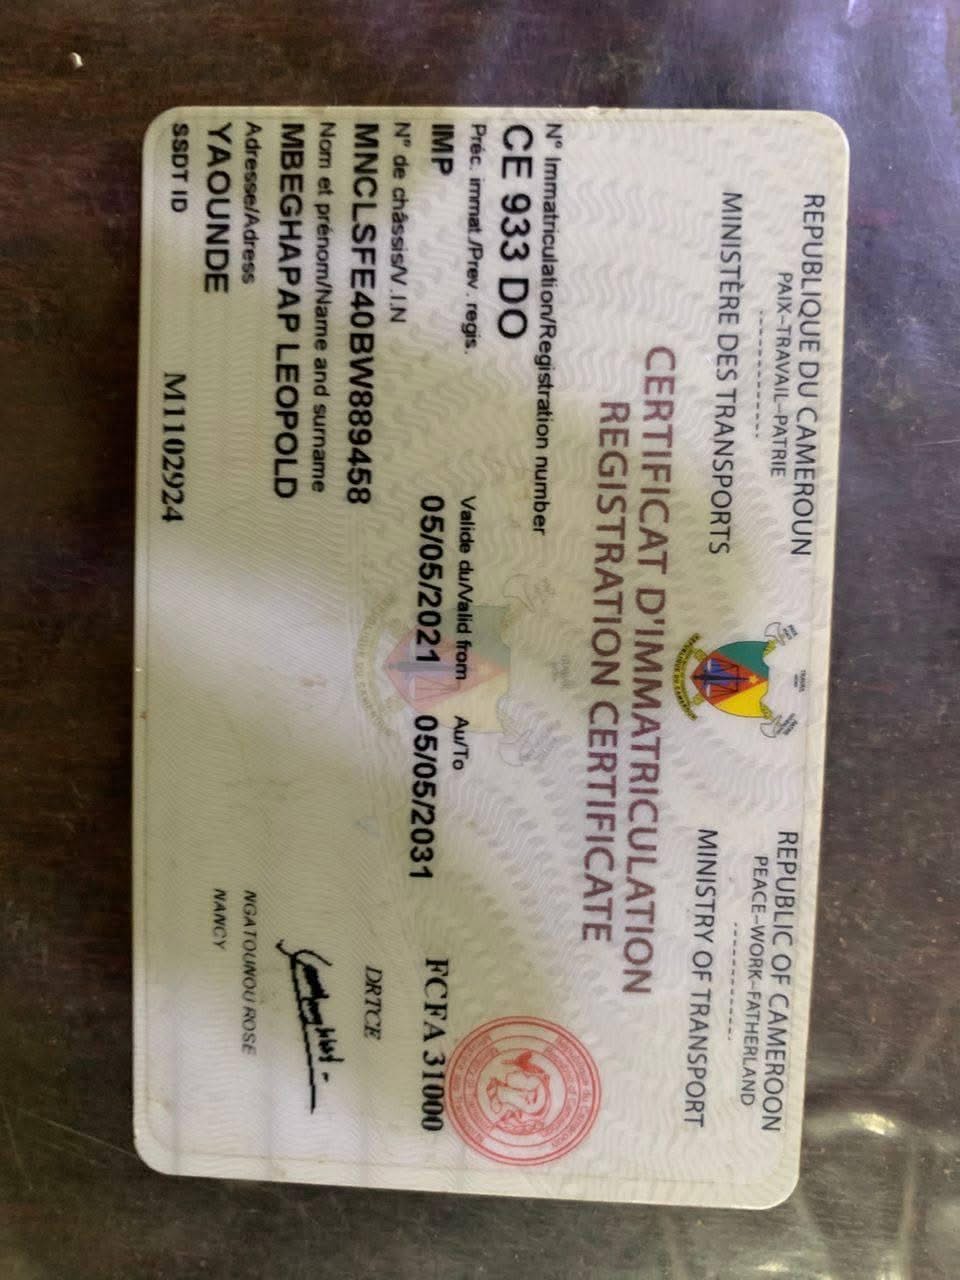 REPUBLIQUE DU CAMEROUN
PAIX-TRAVAIL-PATRIE
MINISTÈRE DES TRANSPORTS
REPUBLIC OF CAMEROON
PEACE-WORK-FATHERLAND
MINISTRY OF TRANSPORT
CERTIFICAT D'IMMATRICULATION
REGISTRATION CERTIFICATE
N° Immatriculation/Registration number
CE 933 DO
Préc. immat./Prev. regis. Valide du/Valid from Au/To
IMP 05/05/2021 05/05/2031 FCFA 31000
N° de châssis/V.I.N
MNCLSFE40BW889458 DRTCE
Nom et prénom/Name and surname
MBEGHAPAP LEOPOLD
Adresse/Adress NGATOUNOU ROSE
YAOUNDE NANCY
SSDT ID M1102924